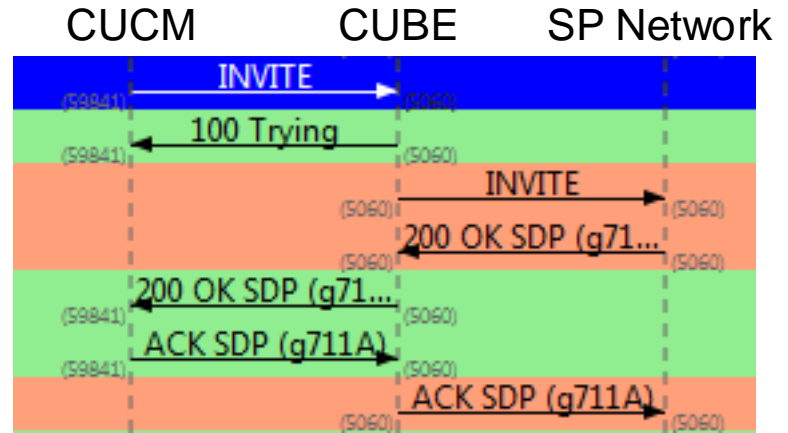 CUCM CUBE SP Network
INVITE
(59841) (5060)
100 Trying
(59841) (5060)
INVITE
(5060) (5060)
200 OK SDP (g71...
(5060) (5060)
200 OK SDP (g71...
(59841) (5060)
ACK SDP (g711A)
(59841) (5060)
ACK SDP (g711A)
(5060) (5060)